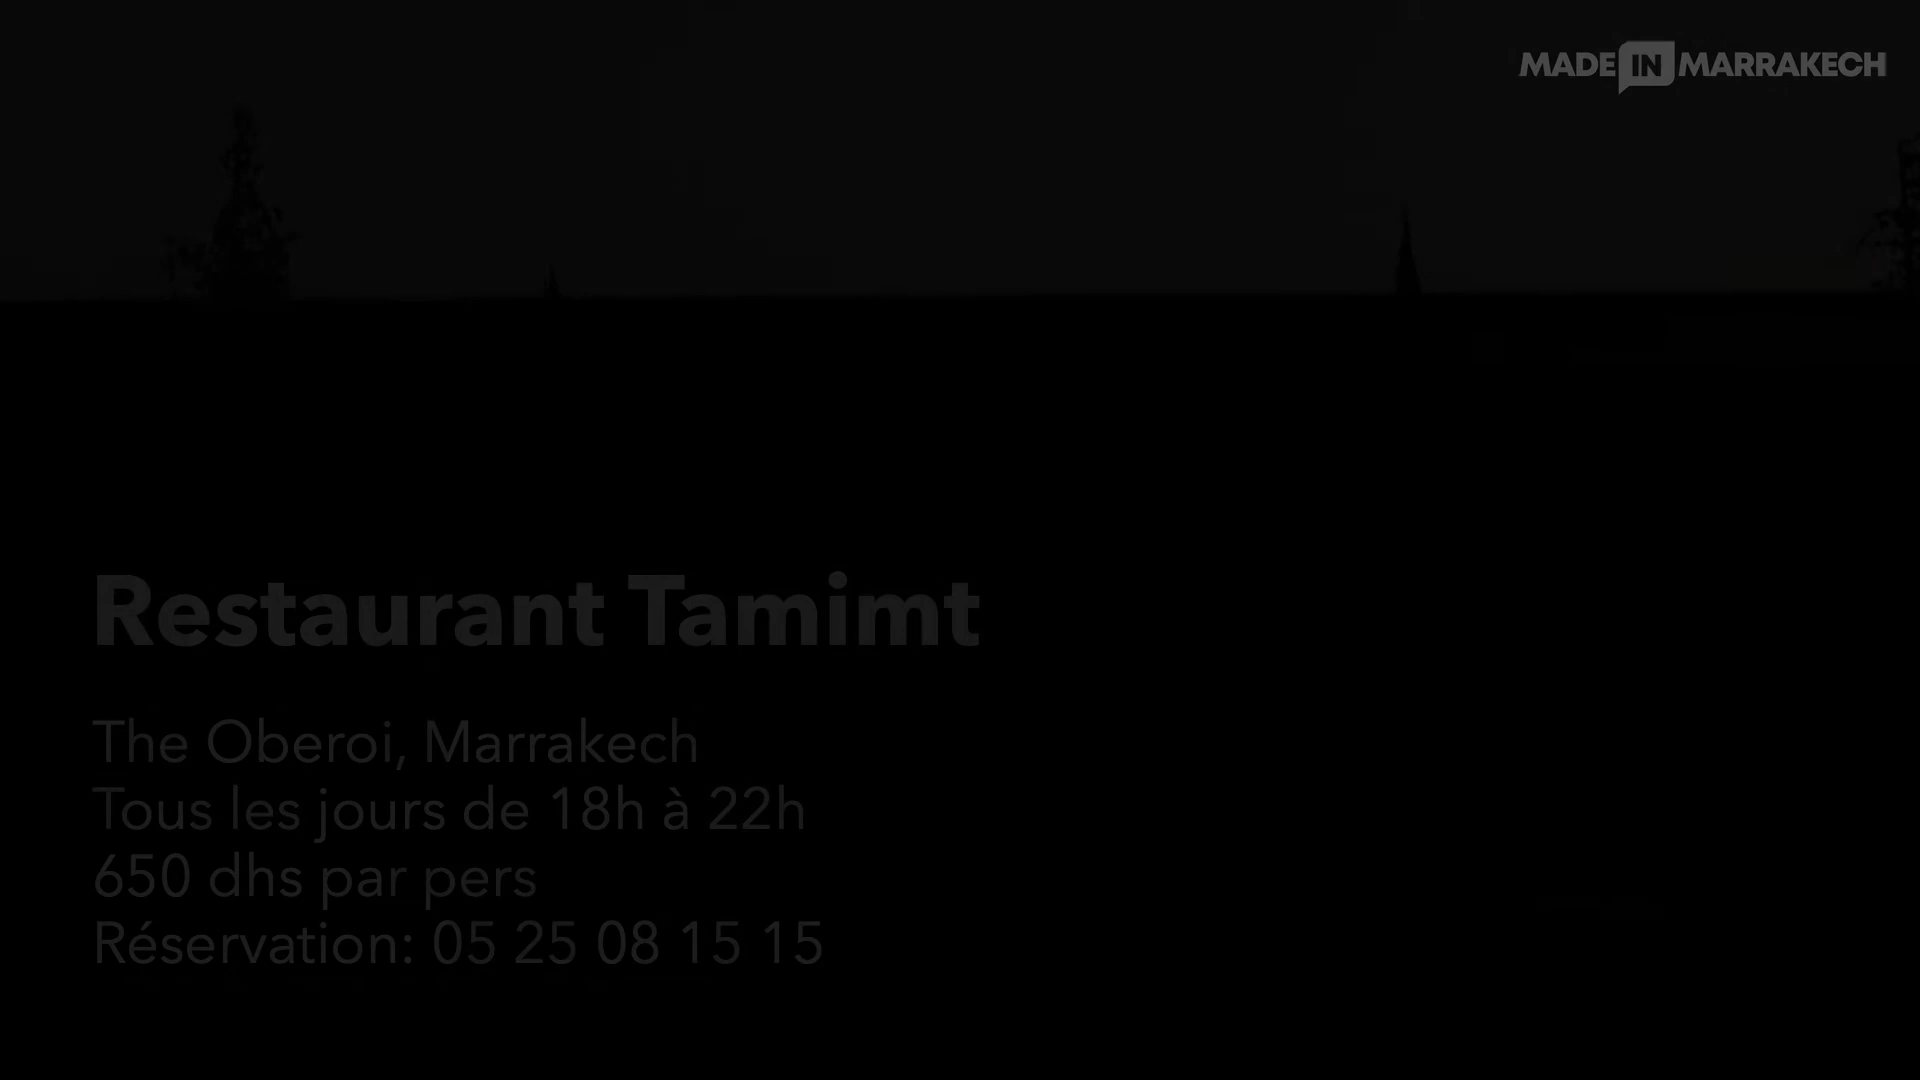 MADE IN MARRAKECH
Restaurant Tamimt
The Oberoi, Marrakech
Tous les jours de 18h à 22h
650 dhs par pers
Réservation: 05 25 08 15 15